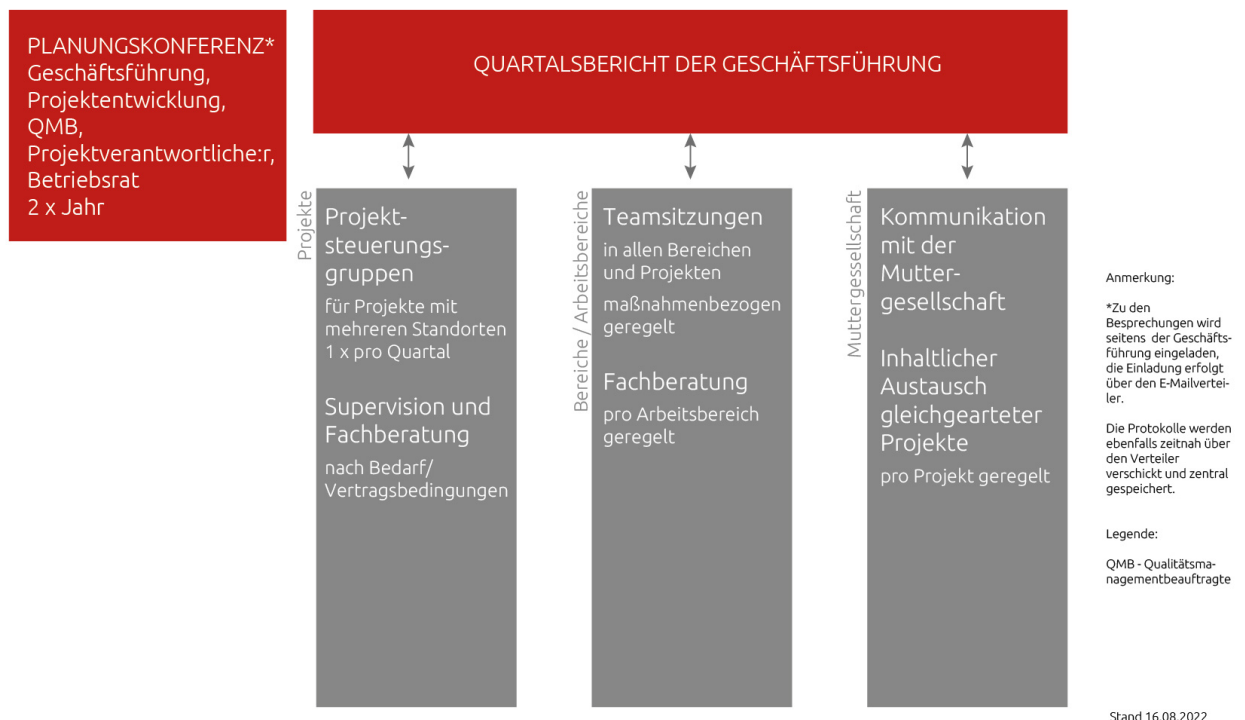 PLANUNGSKONFERENZ*
Geschäftsführung,
Projektentwicklung,
QMB,
Projektverantwortliche:r,
Betriebsrat
2 x Jahr
QUARTALSBERICHT DER GESCHÄFTSFÜHRUNG
Projekte
Projekt-
steuerungs-
gruppen
für Projekte mit
mehreren Standorten
1 x pro Quartal
Supervision und
Fachberatung
nach Bedarf/
Vertragsbedingungen
Bereiche / Arbeitsbereiche
Teamsitzungen
in allen Bereichen
und Projekten
maßnahmenbezogen
geregelt
Fachberatung
pro Arbeitsbereich
geregelt
Muttergessellschaft
Kommunikation
mit der
Mutter-
gesellschaft
Inhaltlicher
Austausch
gleichgearteter
Projekte
pro Projekt geregelt
Anmerkung:
*Zu den
Besprechungen wird
seitens der Geschäfts-
führung eingeladen,
die Einladung erfolgt
über den E-Mailvertei-
ler.
Die Protokolle werden
ebenfalls zeitnah über
den Verteiler
verschickt und zentral
gespeichert.
Legende:
QMB - Qualitätsma-
nagementbeauftragte
Stand 16.08.2022